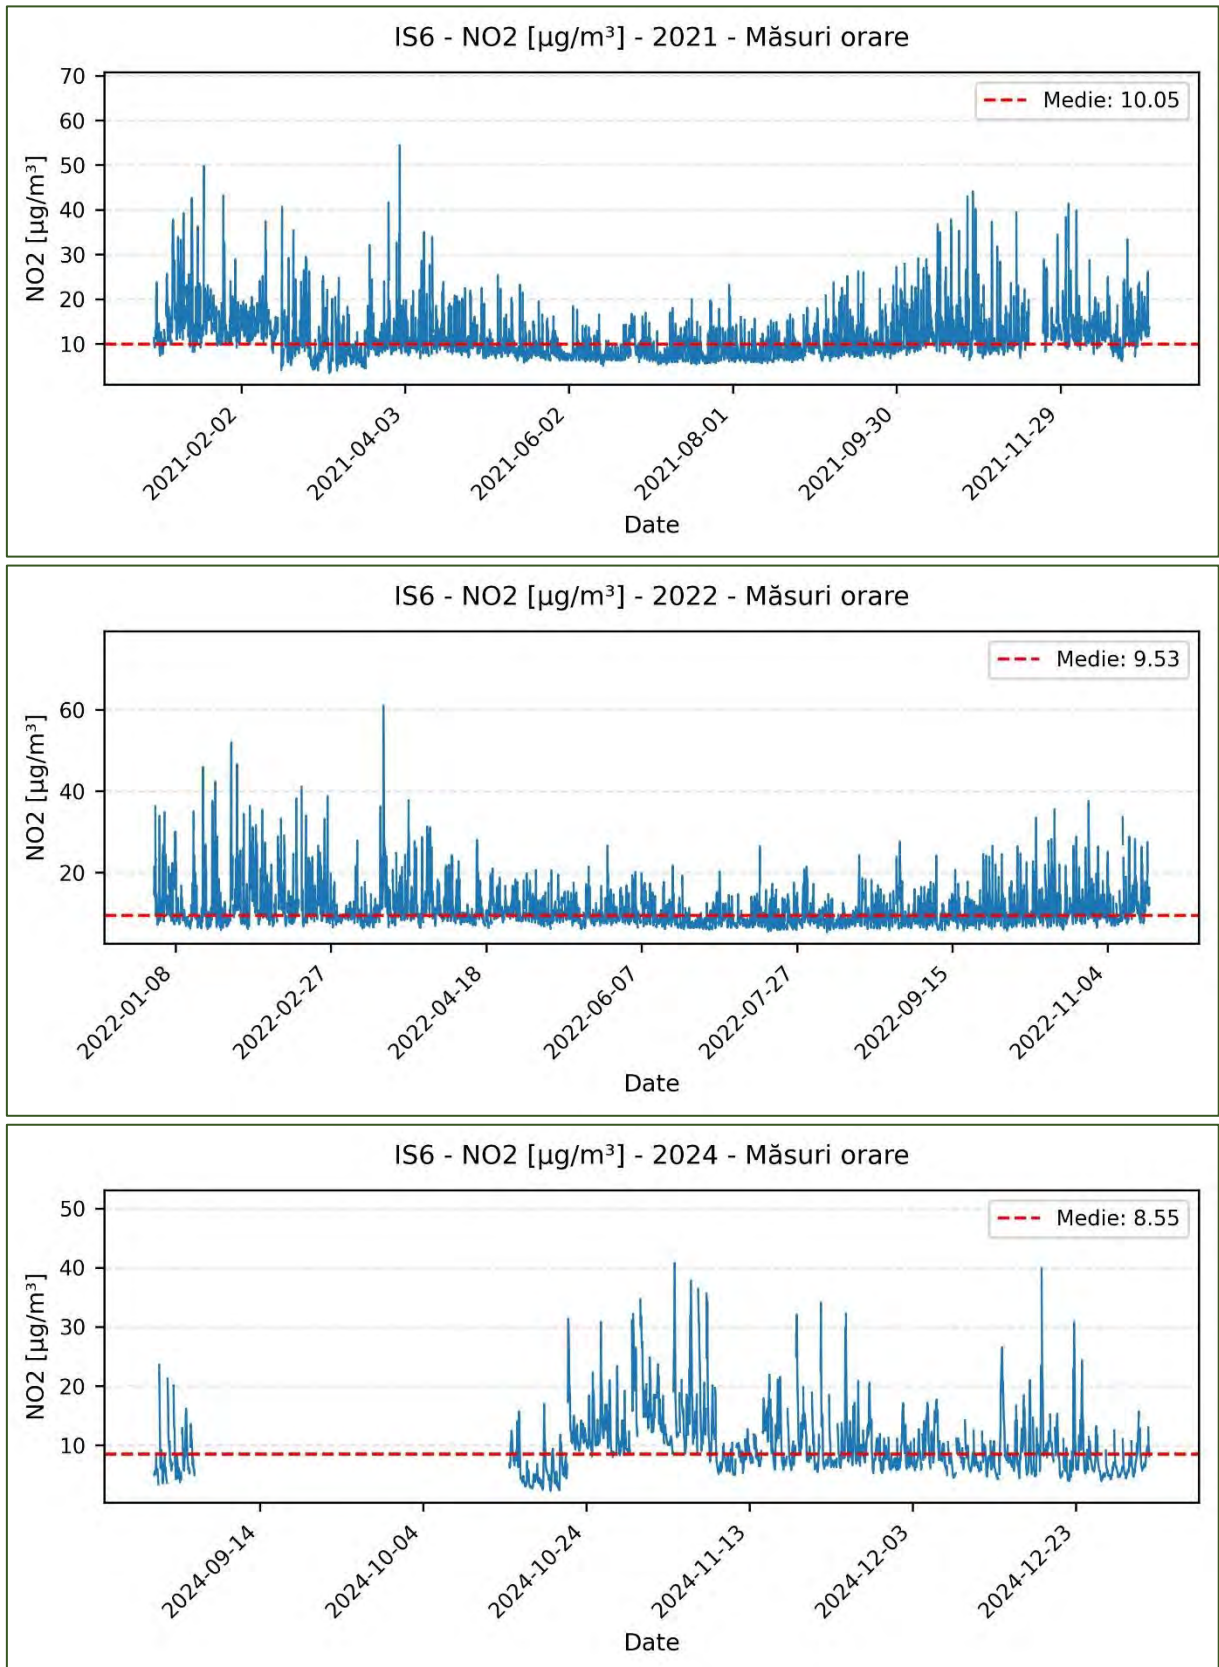 IS6 - NO2 [µg/m³] - 2021 - Măsuri orare
Medie: 10.05
NO2 [µg/m³]
70
60
50
40
30
20
10
2021-02-02
2021-04-03
2021-06-02
2021-08-01
2021-09-30
2021-11-29
Date
IS6 - NO2 [µg/m³] - 2022 - Măsuri orare
Medie: 9.53
NO2 [µg/m³]
60
40
20
2022-01-08
2022-02-27
2022-04-18
2022-06-07
2022-07-27
2022-09-15
2022-11-04
Date
IS6 - NO2 [µg/m³] - 2024 - Măsuri orare
Medie: 8.55
NO2 [µg/m³]
50
40
30
20
10
2024-09-14
2024-10-04
2024-10-24
2024-11-13
2024-12-03
2024-12-23
Date